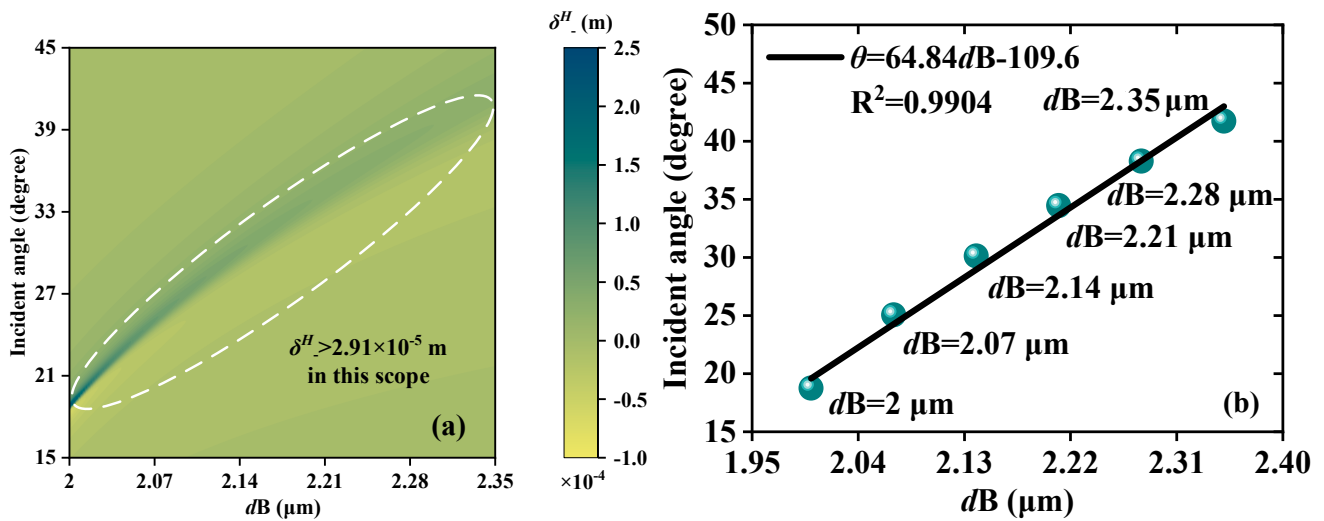 δᴴ₋ (m)
45
39
33
27
21
15
Incident angle (degree)
2
2.07
2.14
2.21
2.28
2.35
dB (μm)
δᴴ₋>2.91×10⁻⁵ m
in this scope
(a)
2.5
2.0
1.5
1.0
0.5
0.0
-0.5
-1.0
×10⁻⁴
50
45
40
35
30
25
20
15
Incident angle (degree)
θ=64.84dB-109.6
R²=0.9904
dB=2.35 μm
dB=2.28 μm
dB=2.21 μm
dB=2.14 μm
dB=2.07 μm
dB=2 μm
(b)
1.95
2.04
2.13
2.22
2.31
2.40
dB (μm)